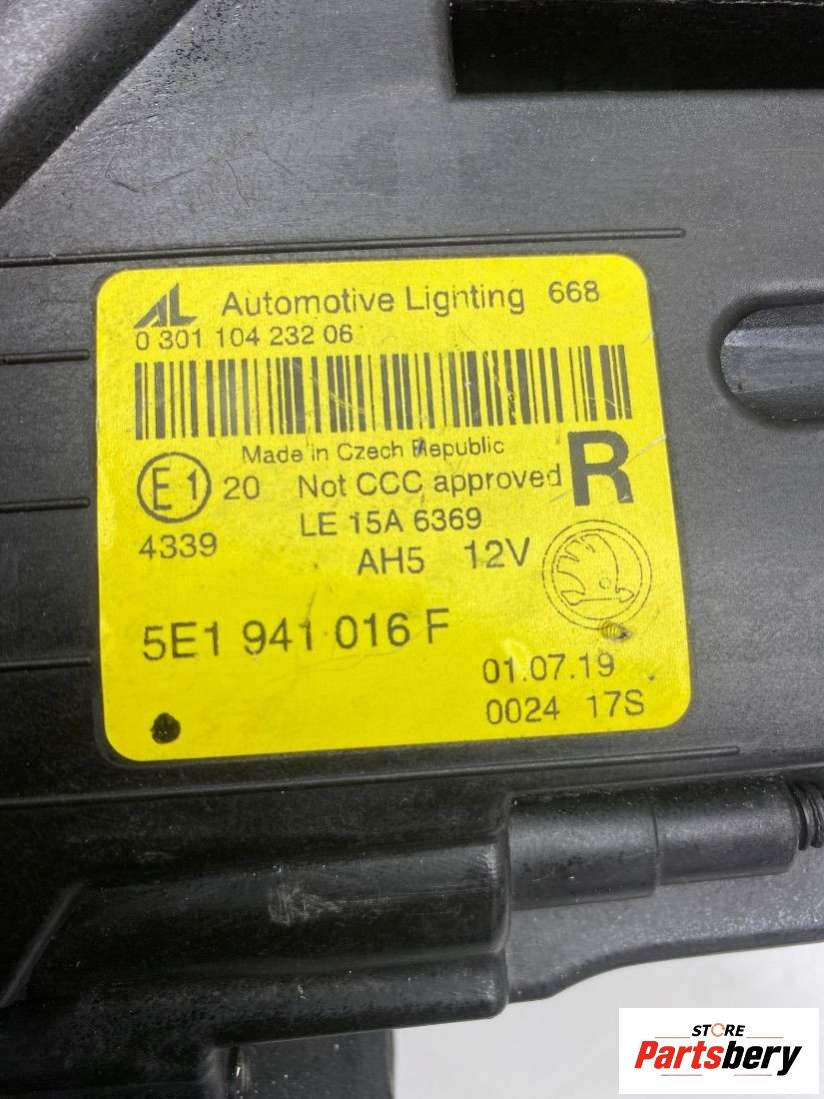 AL Automotive Lighting 668
0 301 104 232 06
Made in Czech Republic
E1 20 Not CCC approved R
4339 LE 15A 6369
AH5 12V
5E1 941 016 F
01.07.19
0024 17S
STORE
Partsbery